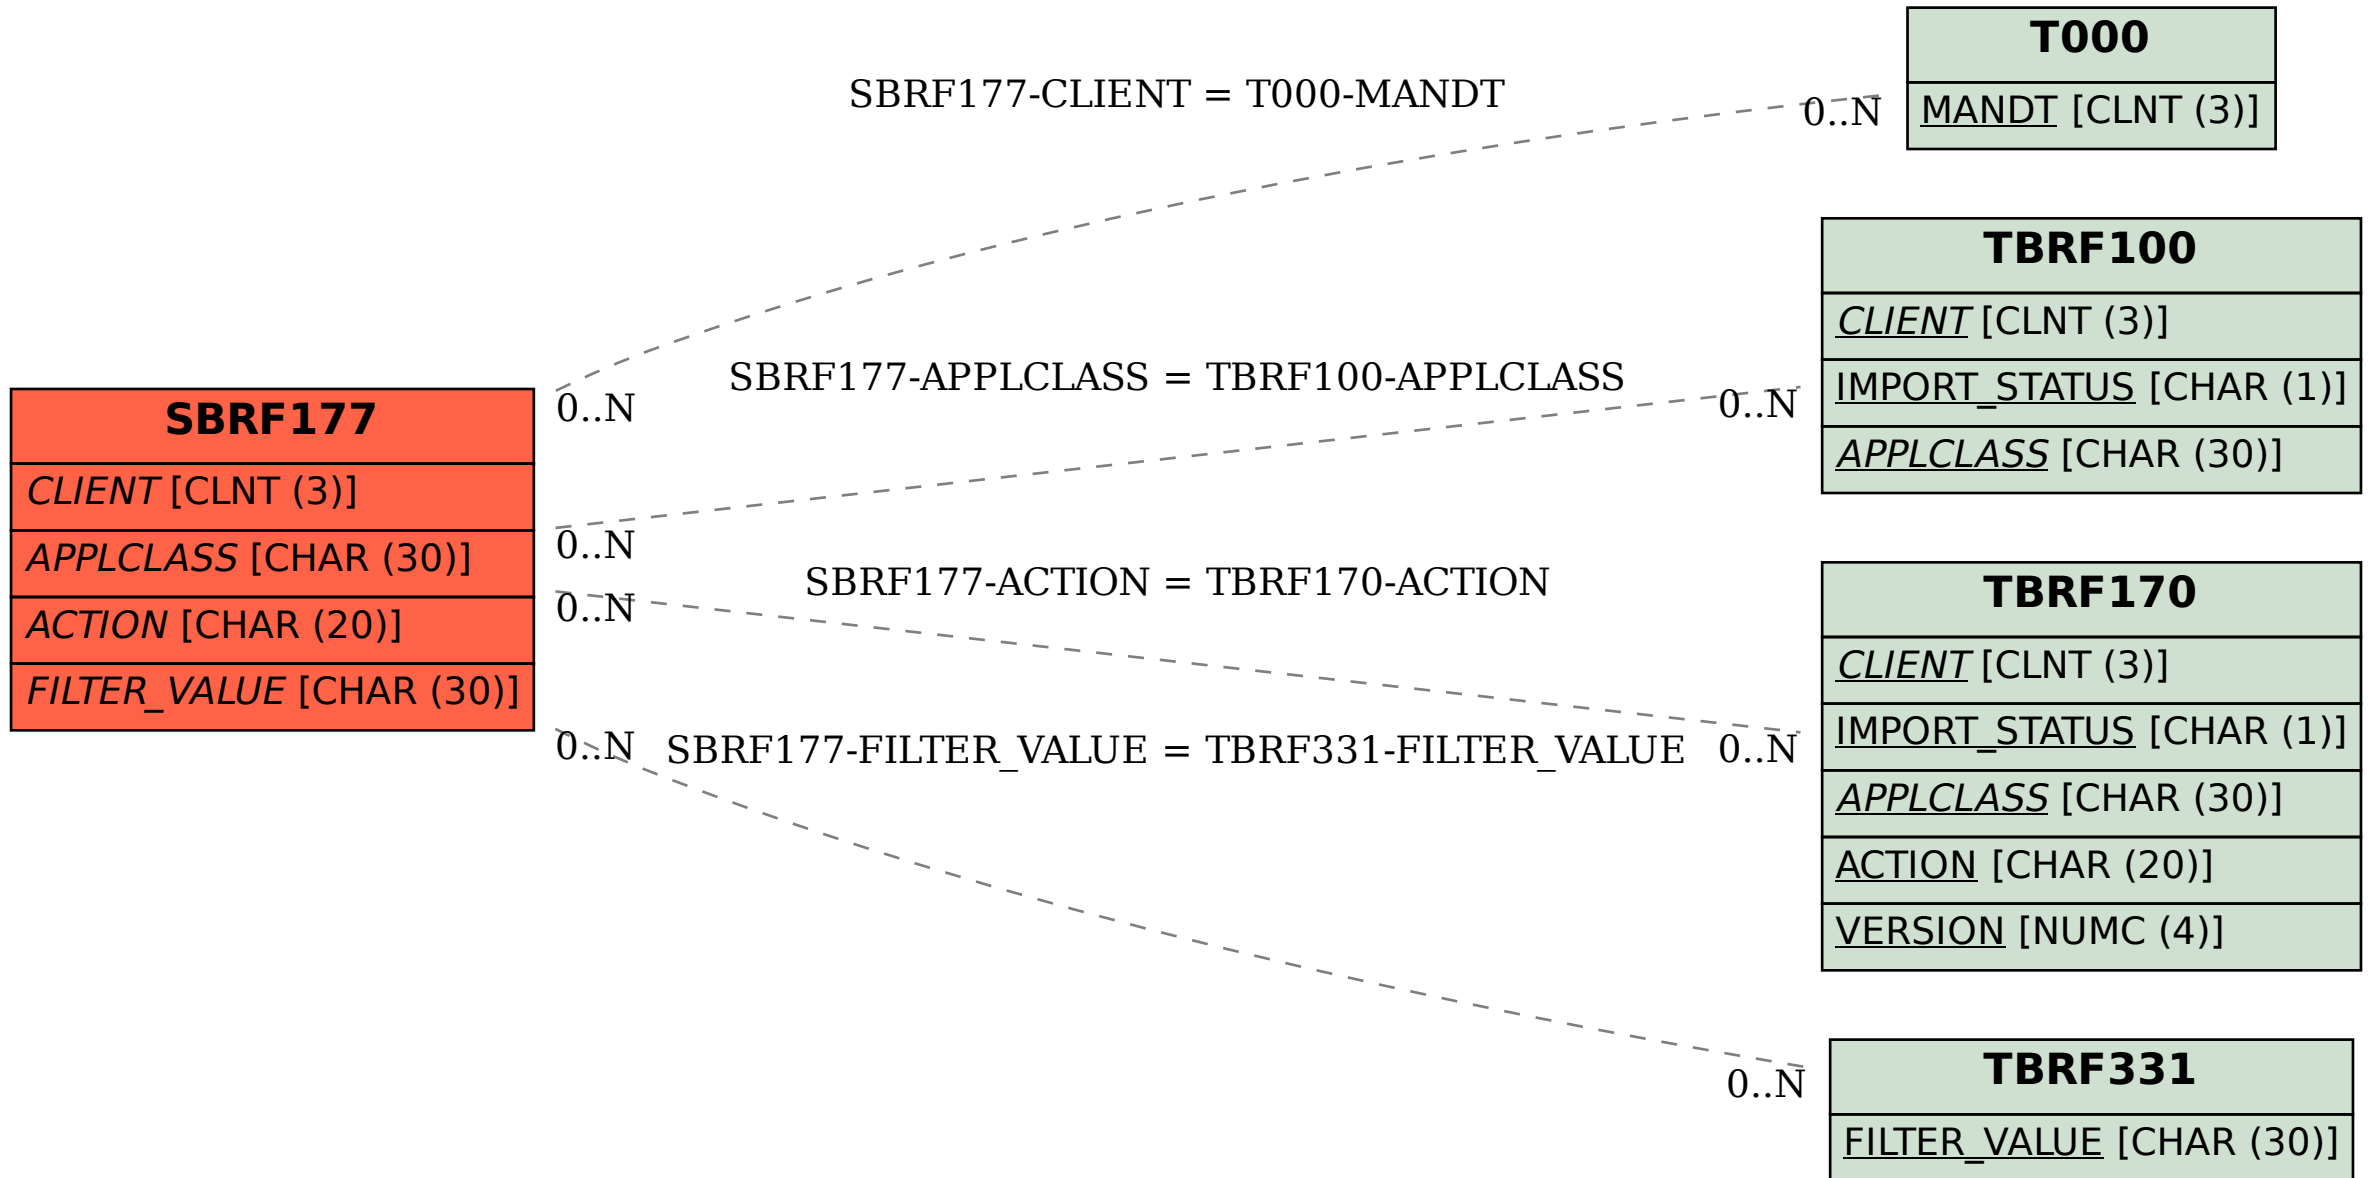 SBRF177
CLIENT [CLNT (3)]
APPLCLASS [CHAR (30)]
ACTION [CHAR (20)]
FILTER_VALUE [CHAR (30)]
SBRF177-CLIENT = T000-MANDT
0..N
0..N
SBRF177-APPLCLASS = TBRF100-APPLCLASS
0..N
0..N
SBRF177-ACTION = TBRF170-ACTION
0..N
0..N
SBRF177-FILTER_VALUE = TBRF331-FILTER_VALUE
0..N
0..N
T000
MANDT [CLNT (3)]
TBRF100
CLIENT [CLNT (3)]
IMPORT_STATUS [CHAR (1)]
APPLCLASS [CHAR (30)]
TBRF170
CLIENT [CLNT (3)]
IMPORT_STATUS [CHAR (1)]
APPLCLASS [CHAR (30)]
ACTION [CHAR (20)]
VERSION [NUMC (4)]
TBRF331
FILTER_VALUE [CHAR (30)]